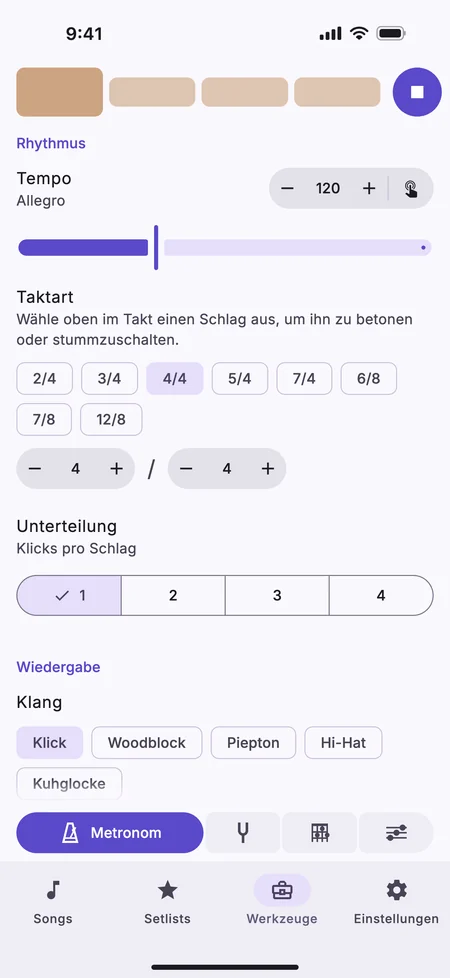 9:41
Rhythmus
Tempo
Allegro
− 120 +
Taktart
Wähle oben im Takt einen Schlag aus, um ihn zu betonen
oder stummzuschalten.
2/4 3/4 4/4 5/4 7/4 6/8
7/8 12/8
− 4 + / − 4 +
Unterteilung
Klicks pro Schlag
1 2 3 4
Wiedergabe
Klang
Klick Woodblock Piepton Hi-Hat
Kuhglocke
Metronom
Songs Setlists Werkzeuge Einstellungen